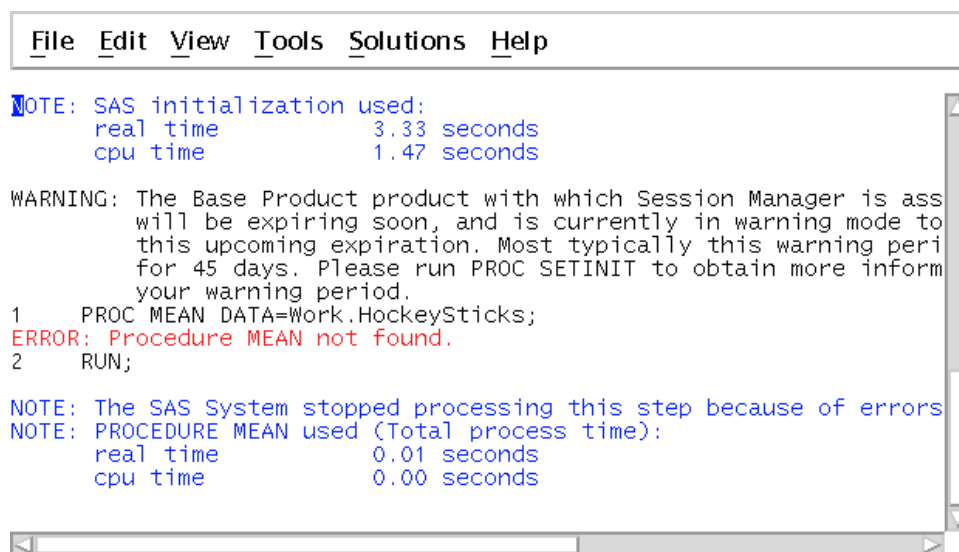 File Edit View Tools Solutions Help
NOTE: SAS initialization used:
real time 3.33 seconds
cpu time 1.47 seconds
WARNING: The Base Product product with which Session Manager is ass
will be expiring soon, and is currently in warning mode to
this upcoming expiration. Most typically this warning peri
for 45 days. Please run PROC SETINIT to obtain more inform
your warning period.
1 PROC MEAN DATA=Work.HockeySticks;
ERROR: Procedure MEAN not found.
2 RUN;
NOTE: The SAS System stopped processing this step because of errors
NOTE: PROCEDURE MEAN used (Total process time):
real time 0.01 seconds
cpu time 0.00 seconds